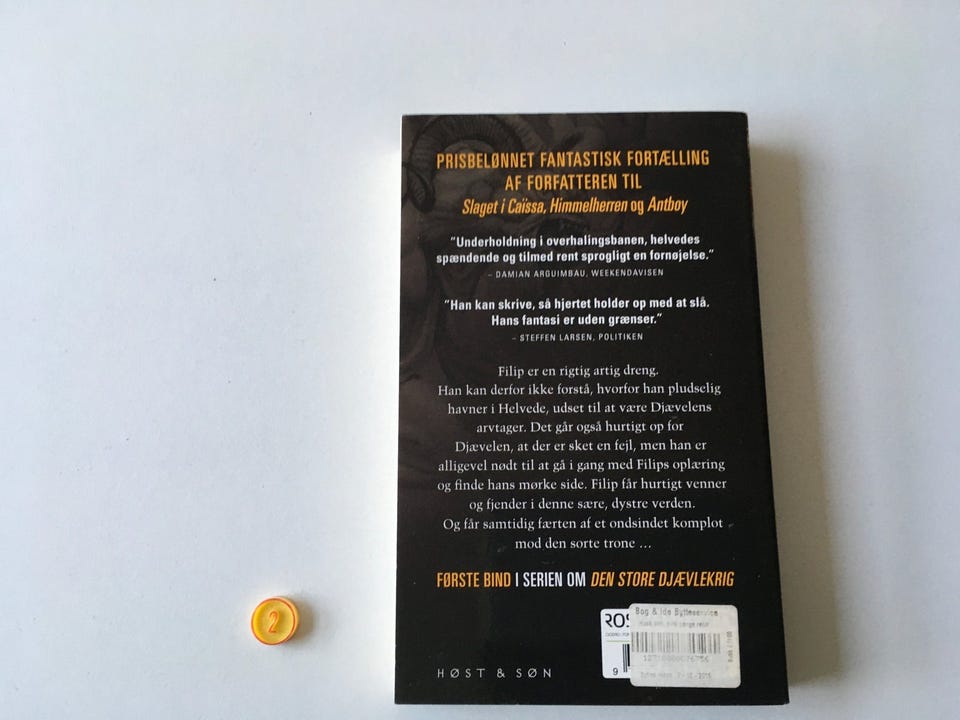 PRISBELØNNET FANTASTISK FORTÆLLING
AF FORFATTEREN TIL
Slaget i Caïssa, Himmelherren og Antboy
"Underholdning i overhalingsbanen, helvedes
spændende og tilmed rent sprogligt en fornøjelse."
– DAMIAN ARGUIMBAU, WEEKENDAVISEN
"Han kan skrive, så hjertet holder op med at slå.
Hans fantasi er uden grænser."
– STEFFEN LARSEN, POLITIKEN
Filip er en rigtig artig dreng.
Han kan derfor ikke forstå, hvorfor han pludselig
havner i Helvede, udset til at være Djævelens
arvtager. Det går også hurtigt op for
Djævelen, at der er sket en fejl, men han er
alligevel nødt til at gå i gang med Filips oplæring
og finde hans mørke side. Filip får hurtigt venner
og fjender i denne sære, dystre verden.
Og får samtidig færten af et ondsindet komplot
mod den sorte trone ...
FØRSTE BIND I SERIEN OM DEN STORE DJÆVLEKRIG
2
ROS
Bog & Ide Bytteservice
9
HØST & SØN